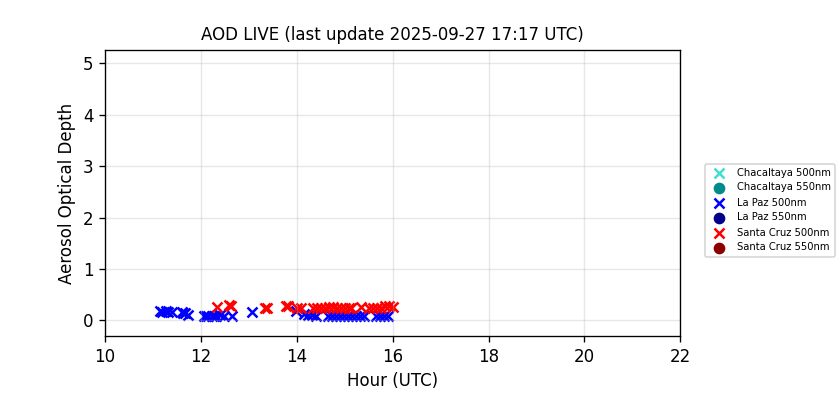 AOD LIVE (last update 2025-09-27 17:17 UTC)
Aerosol Optical Depth
5
4
3
2
1
0
10 12 14 16 18 20 22
Hour (UTC)
Chacaltaya 500nm
Chacaltaya 550nm
La Paz 500nm
La Paz 550nm
Santa Cruz 500nm
Santa Cruz 550nm